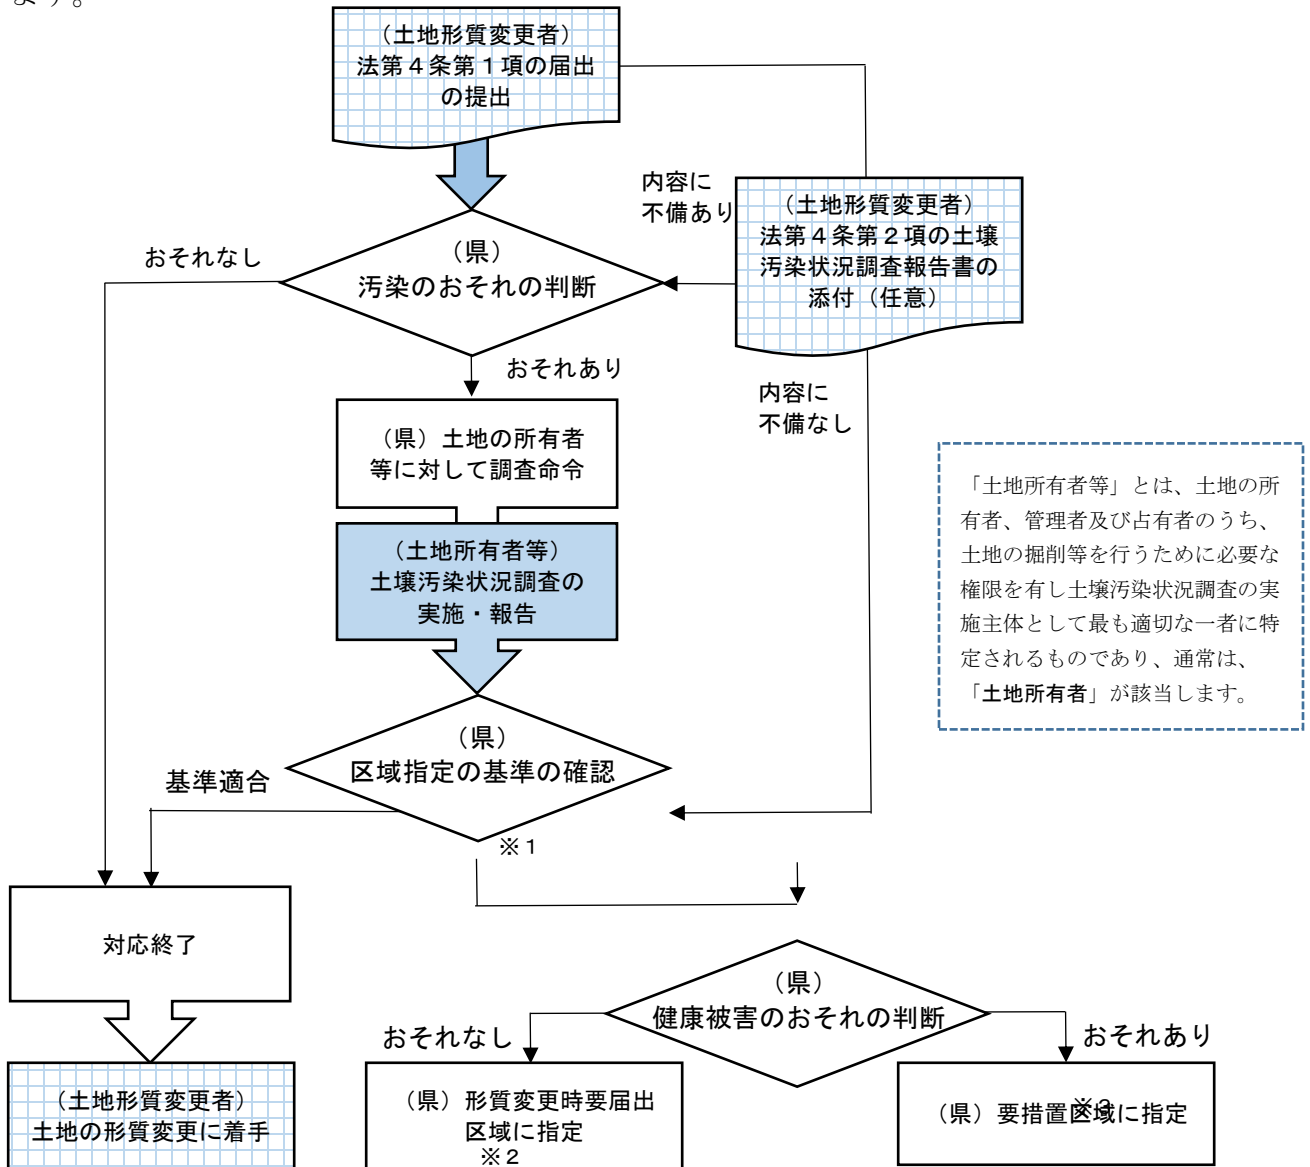 ます。
（土地形質変更者）
法第４条第１項の届出
の提出
内容に
不備あり
（土地形質変更者）
法第４条第２項の土壌
汚染状況調査報告書の
添付（任意）
おそれなし
（県）
汚染のおそれの判断
おそれあり
内容に
不備なし
（県）土地の所有者
等に対して調査命令
「土地所有者等」とは、土地の所
有者、管理者及び占有者のうち、
土地の掘削等を行うために必要な
権限を有し土壌汚染状況調査の実
施主体として最も適切な一者に特
定されるものであり、通常は、
「土地所有者」が該当します。
（土地所有者等）
土壌汚染状況調査の
実施・報告
（県）
区域指定の基準の確認
基準適合
※１
対応終了
（県）
健康被害のおそれの判断
おそれなし
おそれあり
（土地形質変更者）
土地の形質変更に着手
（県）形質変更時要届出
区域に指定
※２
（県）要措置区域に指定
※３